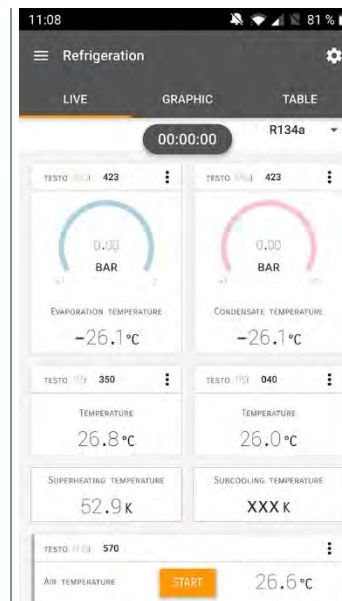 11:08 81 %
Refrigeration
LIVE GRAPHIC TABLE
00:00:00 R134a
TESTO 423 TESTO 423
0.00 0.00
BAR BAR
EVAPORATION TEMPERATURE CONDENSATE TEMPERATURE
-26.1°C -26.1°C
TESTO 350 TESTO 040
TEMPERATURE TEMPERATURE
26.8°C 26.0°C
SUPERHEATING TEMPERATURE SUBCOOLING TEMPERATURE
52.9 K XXX K
TESTO 570
AIR TEMPERATURE START 26.6°C